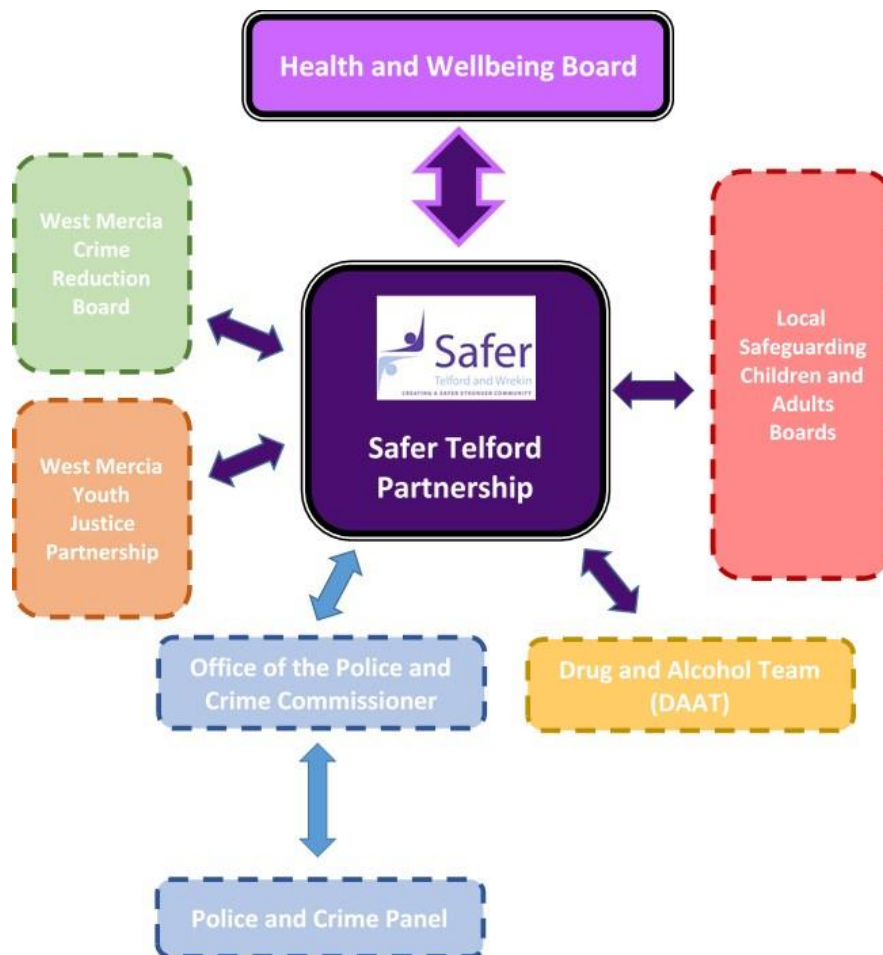 Health and Wellbeing Board
West Mercia
Crime
Reduction
Board
Safer
Telford and Wrekin
CREATING A SAFER STRONGER COMMUNITY
Safer Telford
Partnership
Local
Safeguarding
Children and
Adults
Boards
West Mercia
Youth
Justice
Partnership
Office of the Police and
Crime Commissioner
Drug and Alcohol Team
(DAAT)
Police and Crime Panel